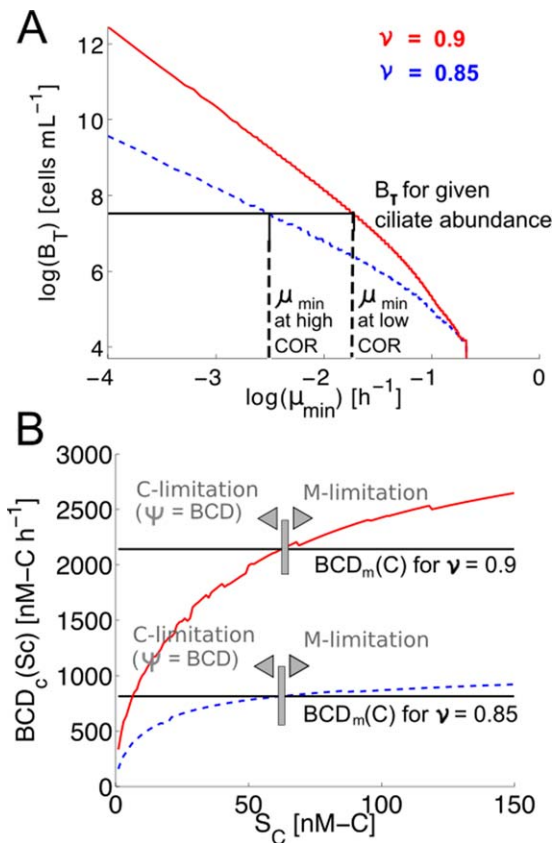 A
ν = 0.9
ν = 0.85
12
10
8
6
4
log(B_T) [cells mL⁻¹]
B_T for given
ciliate abundance
μ min
at high
COR
μ min
at low
COR
-4
-3
-2
-1
0
log(μ_min) [h⁻¹]
B
3000
2500
2000
1500
1000
500
0
BCD_c(Sc) [nM-C h⁻¹]
C-limitation
(Ψ = BCD)
M-limitation
BCD_m(C) for ν = 0.9
C-limitation
(Ψ = BCD)
M-limitation
BCD_m(C) for ν = 0.85
0
50
100
150
S_C [nM-C]